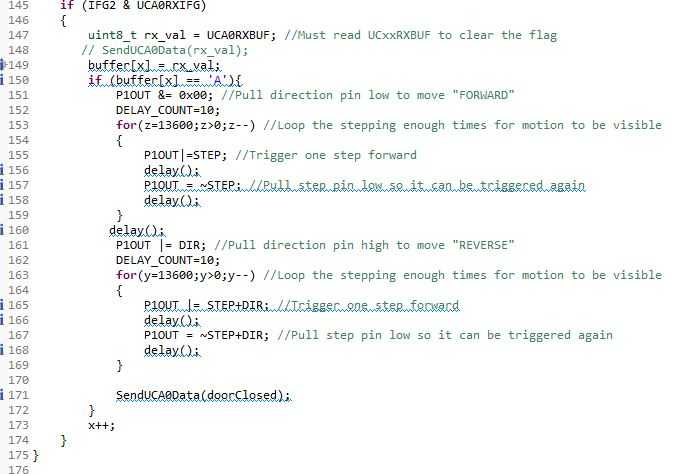 145 if (IFG2 & UCA0RXIFG)
146 {
147 uint8_t rx_val = UCA0RXBUF; //Must read UCxxRXBUF to clear the flag
148 // SendUCA0Data(rx_val);
149 buffer[x] = rx_val;
150 if (buffer[x] == 'A'){
151 P1OUT &= 0x00; //Pull direction pin low to move "FORWARD"
152 DELAY_COUNT=10;
153 for(z=13600;z>0;z--) //Loop the stepping enough times for motion to be visible
154 {
155 P1OUT|=STEP; //Trigger one step forward
156 delay();
157 P1OUT = ~STEP; //Pull step pin low so it can be triggered again
158 delay();
159 }
160 delay();
161 P1OUT |= DIR; //Pull direction pin high to move "REVERSE"
162 DELAY_COUNT=10;
163 for(y=13600;y>0;y--) //Loop the stepping enough times for motion to be visible
164 {
165 P1OUT |= STEP+DIR; //Trigger one step forward
166 delay();
167 P1OUT = ~STEP+DIR; //Pull step pin low so it can be triggered again
168 delay();
169 }
170
171 SendUCA0Data(doorClosed);
172 }
173 x++;
174 }
175 }
176